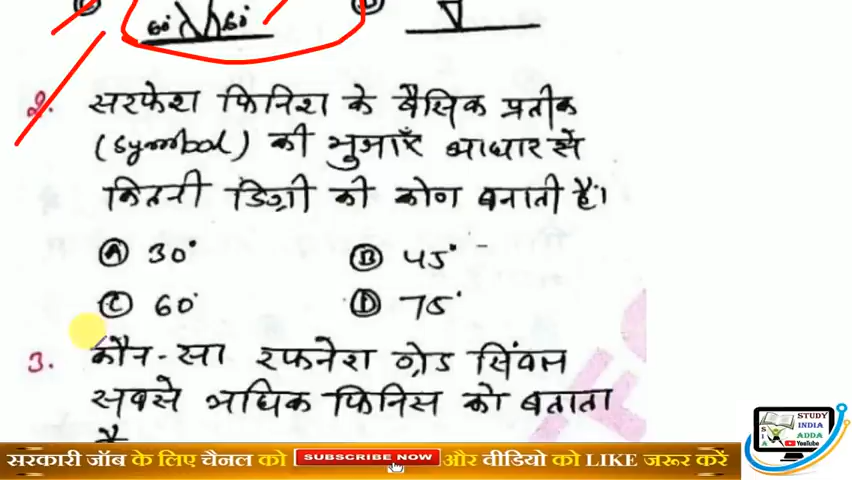 60° 60°
2. सरफेश फिनिश के बैसिक प्रतीक
(Symbol) की भुजाएँ आधार से
कितनी डिग्री की कोण बनाती हैं।
A 30° B 45°
C 60° D 75°
3. कौन-सा रफनेश ग्रेड सिंबल
सबसे अधिक फिनिस को बताता
है
STUDY
INDIA
ADDA
SIA
YouTube
सरकारी जॉब के लिए चैनल को SUBSCRIBE NOW और वीडियो को LIKE जरूर करें